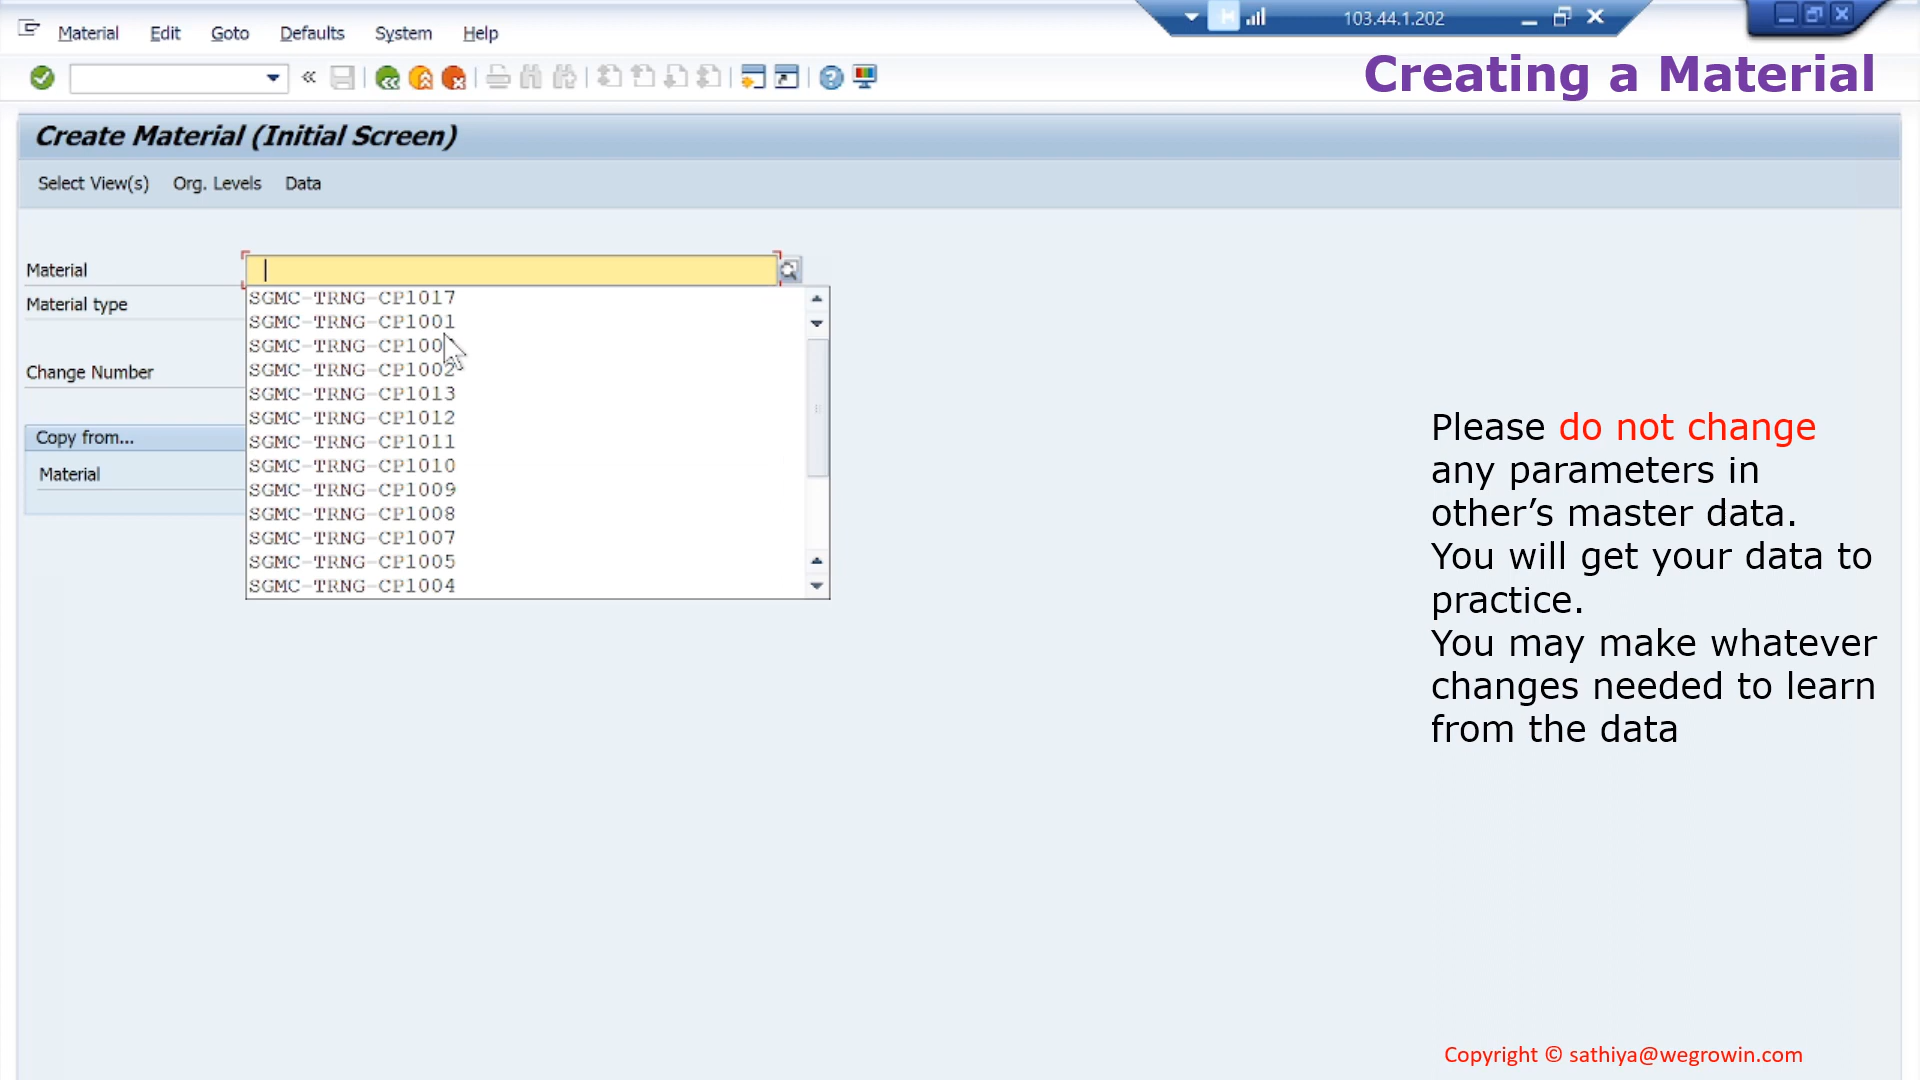 Material Edit Goto Defaults System Help
103.44.1.202
Creating a Material
Create Material (Initial Screen)
Select View(s) Org. Levels Data
Material
Material type
Change Number
Copy from...
Material
SGMC-TRNG-CP1017
SGMC-TRNG-CP1001
SGMC-TRNG-CP1002
SGMC-TRNG-CP1013
SGMC-TRNG-CP1012
SGMC-TRNG-CP1011
SGMC-TRNG-CP1010
SGMC-TRNG-CP1009
SGMC-TRNG-CP1008
SGMC-TRNG-CP1007
SGMC-TRNG-CP1005
SGMC-TRNG-CP1004
Please do not change
any parameters in
other’s master data.
You will get your data to
practice.
You may make whatever
changes needed to learn
from the data
Copyright © sathiya@wegrowin.com